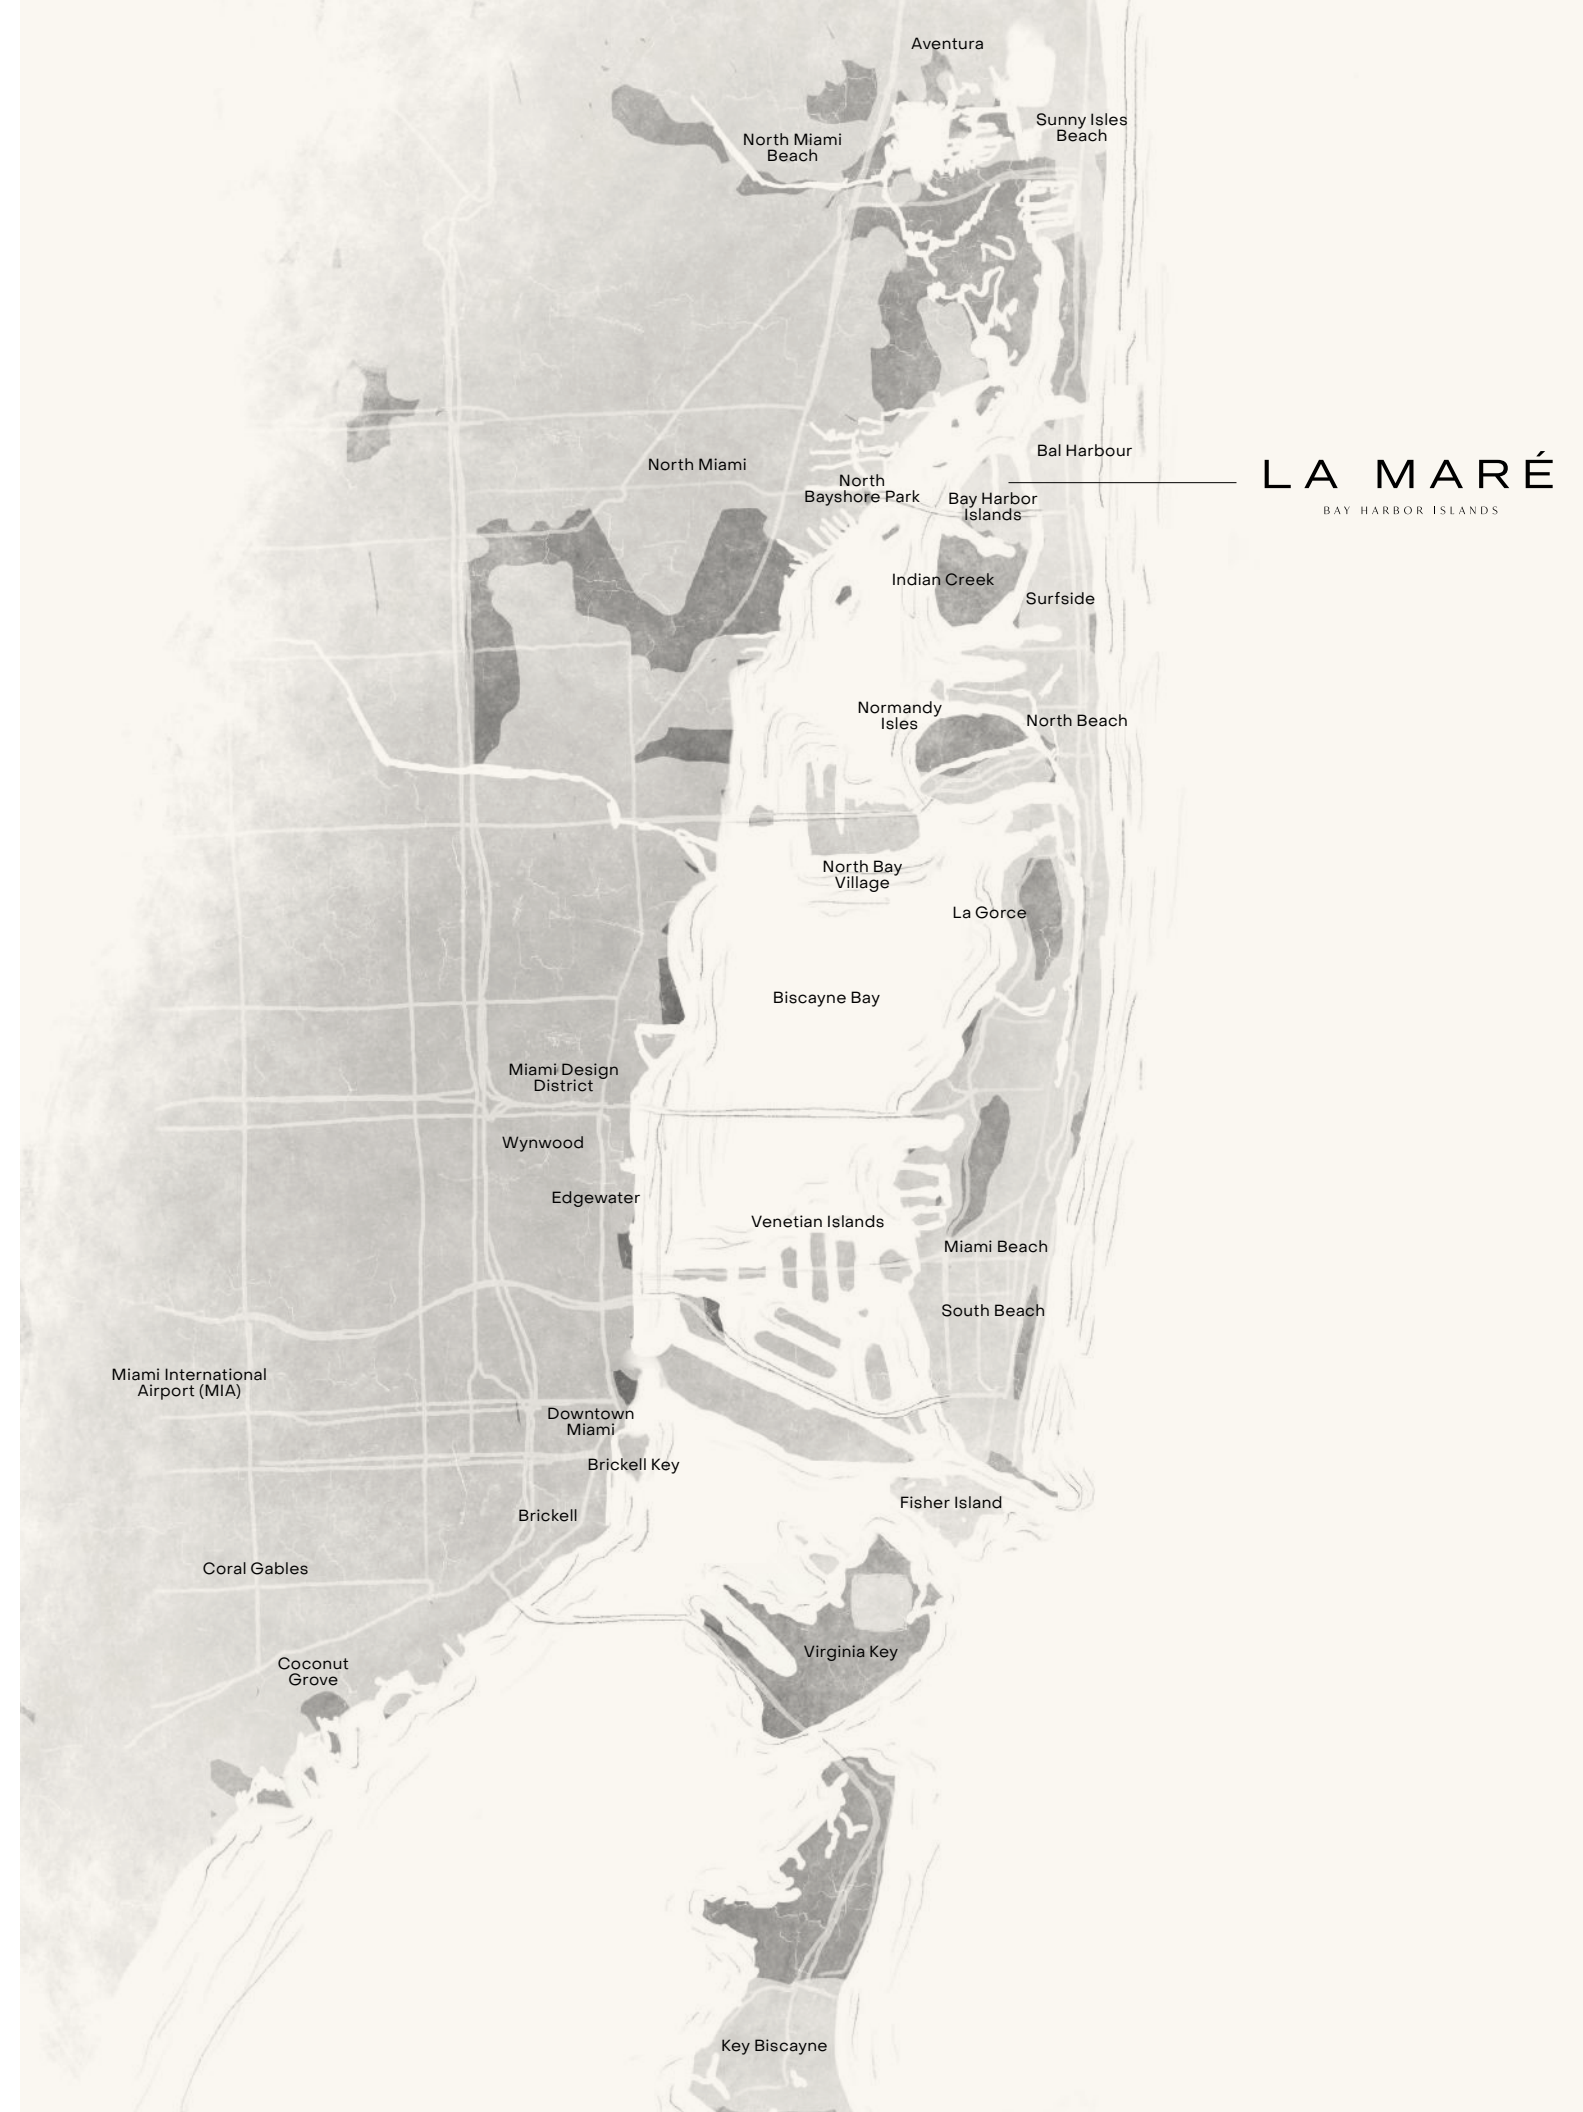 Aventura
Sunny Isles
Beach
North Miami
Beach
Bal Harbour
North Miami
LA MARÉ
BAY HARBOR ISLANDS
North
Bayshore Park
Bay Harbor
Islands
Indian Creek
Surfside
Normandy
Isles
North Beach
North Bay
Village
La Gorce
Biscayne Bay
Miami Design
District
Wynwood
Edgewater
Venetian Islands
Miami Beach
South Beach
Miami International
Airport (MIA)
Downtown
Miami
Brickell Key
Fisher Island
Brickell
Coral Gables
Virginia Key
Coconut
Grove
Key Biscayne